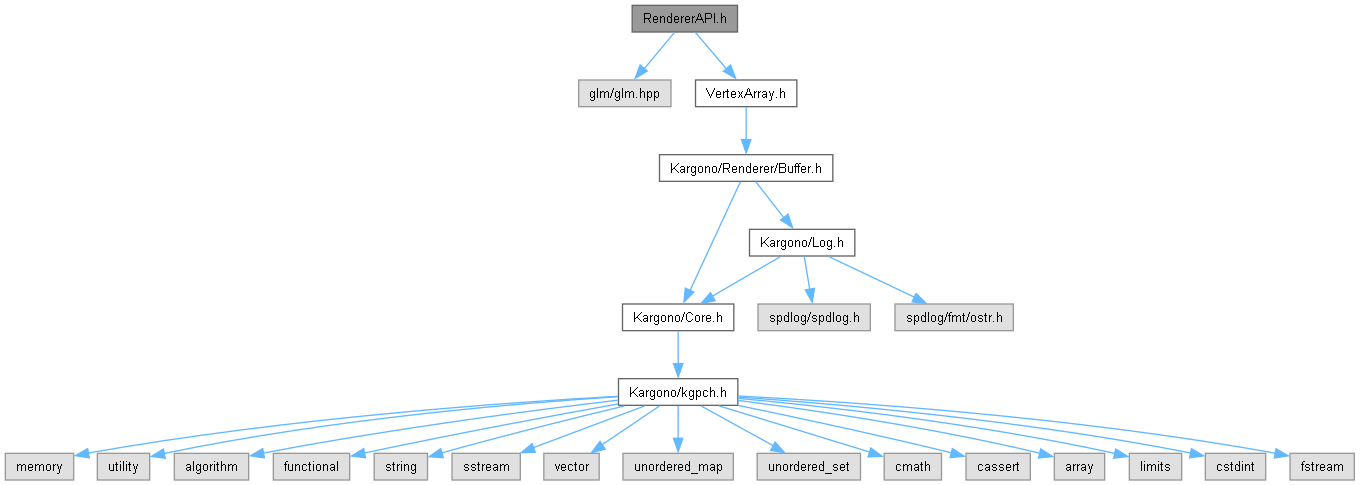 RendererAPI.h
glm/glm.hpp
VertexArray.h
Kargono/Renderer/Buffer.h
Kargono/Log.h
Kargono/Core.h
spdlog/spdlog.h
spdlog/fmt/ostr.h
Kargono/kgpch.h
memory
utility
algorithm
functional
string
sstream
vector
unordered_map
unordered_set
cmath
cassert
array
limits
cstdint
fstream